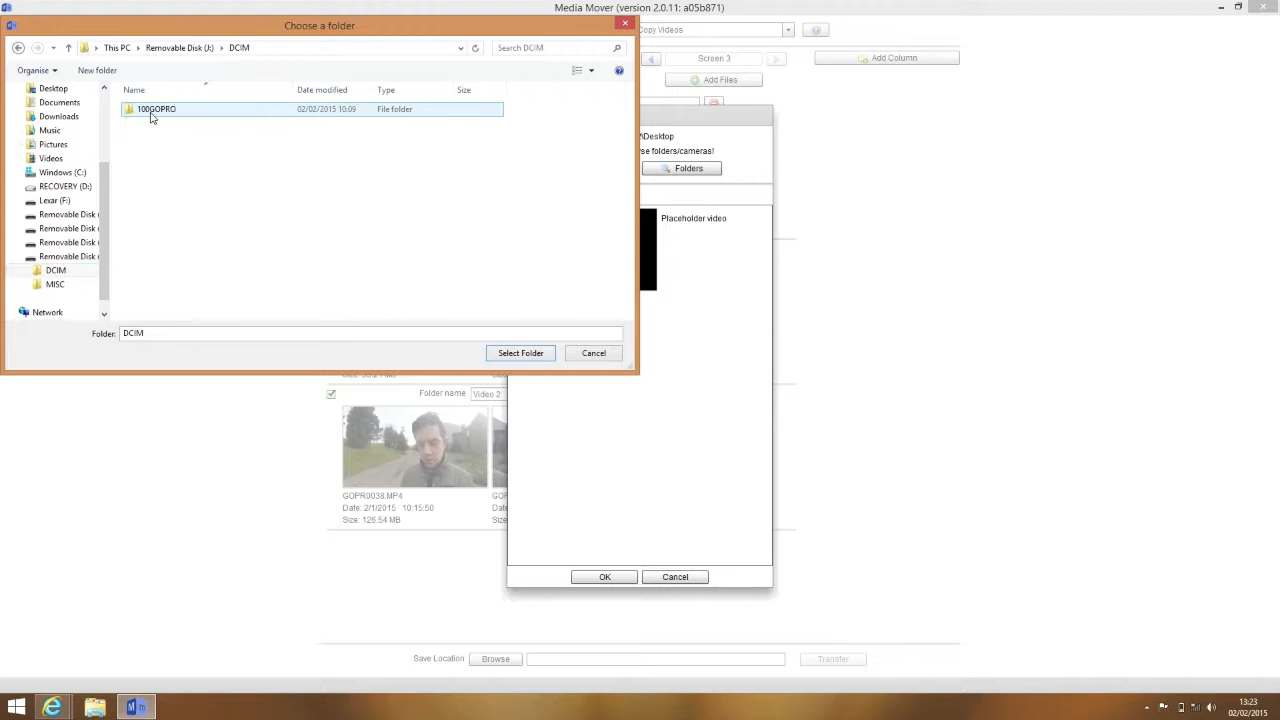 Media Mover (version 2.0.11: a05b871)
Choose a folder
This PC
Removable Disk (J:)
DCIM
Search DCIM
Copy Videos
Screen 3
Add Column
Organise
New folder
Add Files
Name
Date modified
Type
Size
100GOPRO
02/02/2015 10:09
File folder
Desktop
Documents
Downloads
Music
Pictures
Videos
Windows (C:)
RECOVERY (D:)
Lexar (F:)
Removable Disk (
Removable Disk (
Removable Disk (
Removable Disk (
DCIM
MISC
Network
\Desktop
se folders/cameras!
Folders
Placeholder video
Folder:
DCIM
Select Folder
Cancel
Folder name
Video 2
GOPR0038.MP4
Date: 2/1/2015 10:15:50
Size: 126.54 MB
GOP
Date:
Size:
OK
Cancel
Save Location
Browse
Transfer
13:23
02/02/2015